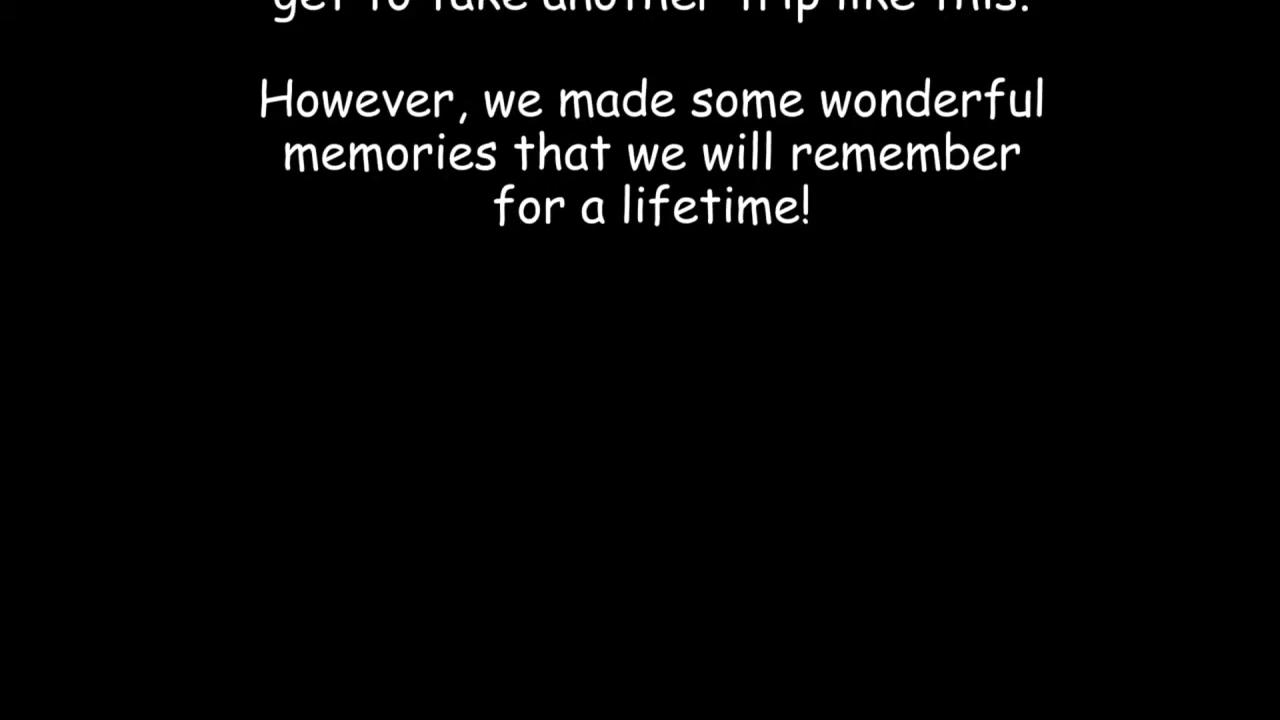 get to take another trip like this.
However, we made some wonderful
memories that we will remember
for a lifetime!